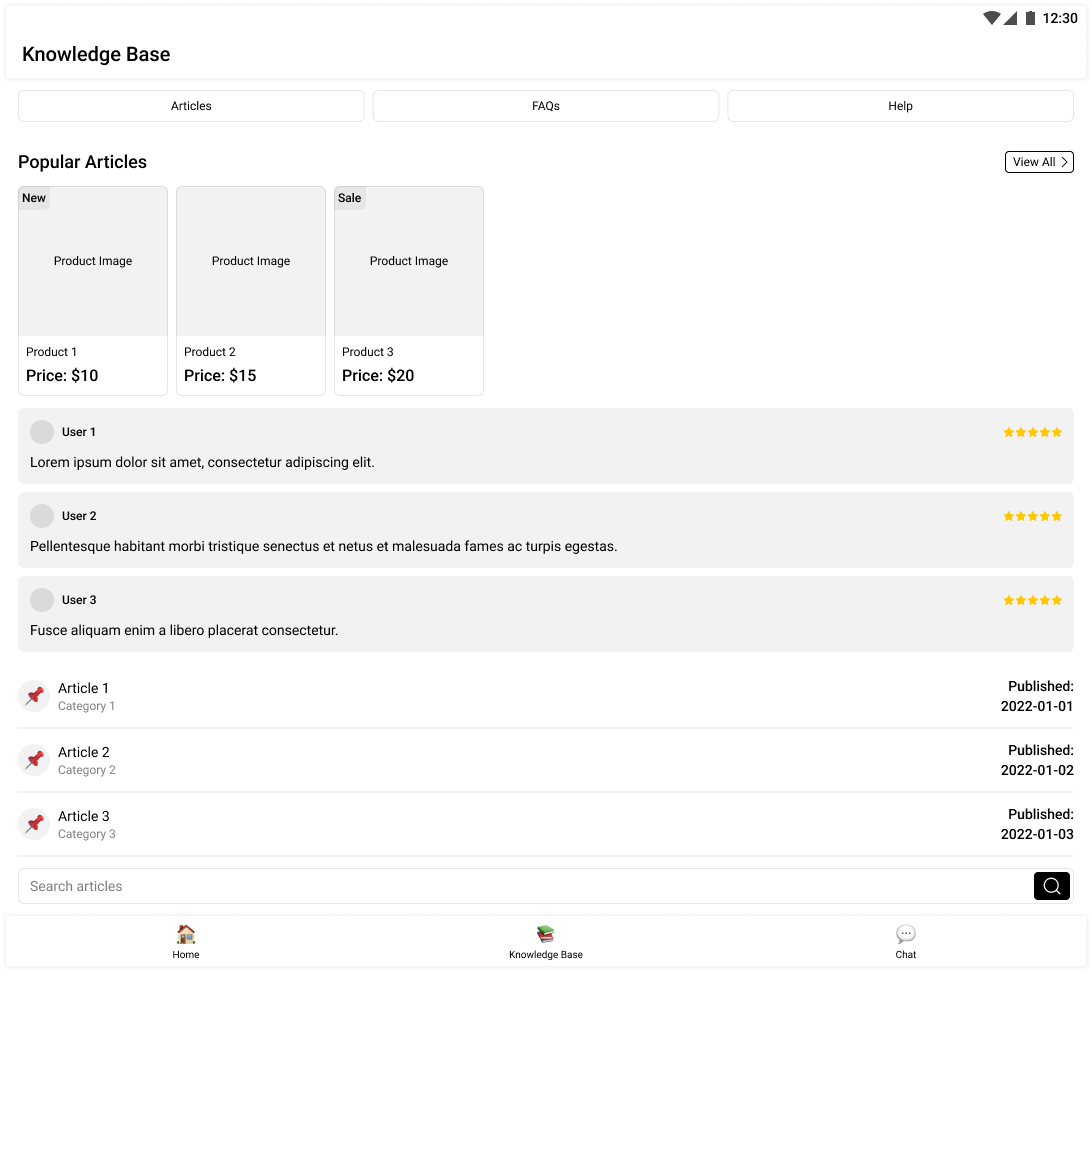 12:30
Knowledge Base
Articles
FAQs
Help
Popular Articles
View All
New
Product Image
Product 1
Price: $10
Product Image
Product 2
Price: $15
Sale
Product Image
Product 3
Price: $20
User 1
Lorem ipsum dolor sit amet, consectetur adipiscing elit.
User 2
Pellentesque habitant morbi tristique senectus et netus et malesuada fames ac turpis egestas.
User 3
Fusce aliquam enim a libero placerat consectetur.
Article 1
Category 1
Published:
2022-01-01
Article 2
Category 2
Published:
2022-01-02
Article 3
Category 3
Published:
2022-01-03
Search articles
Home
Knowledge Base
Chat